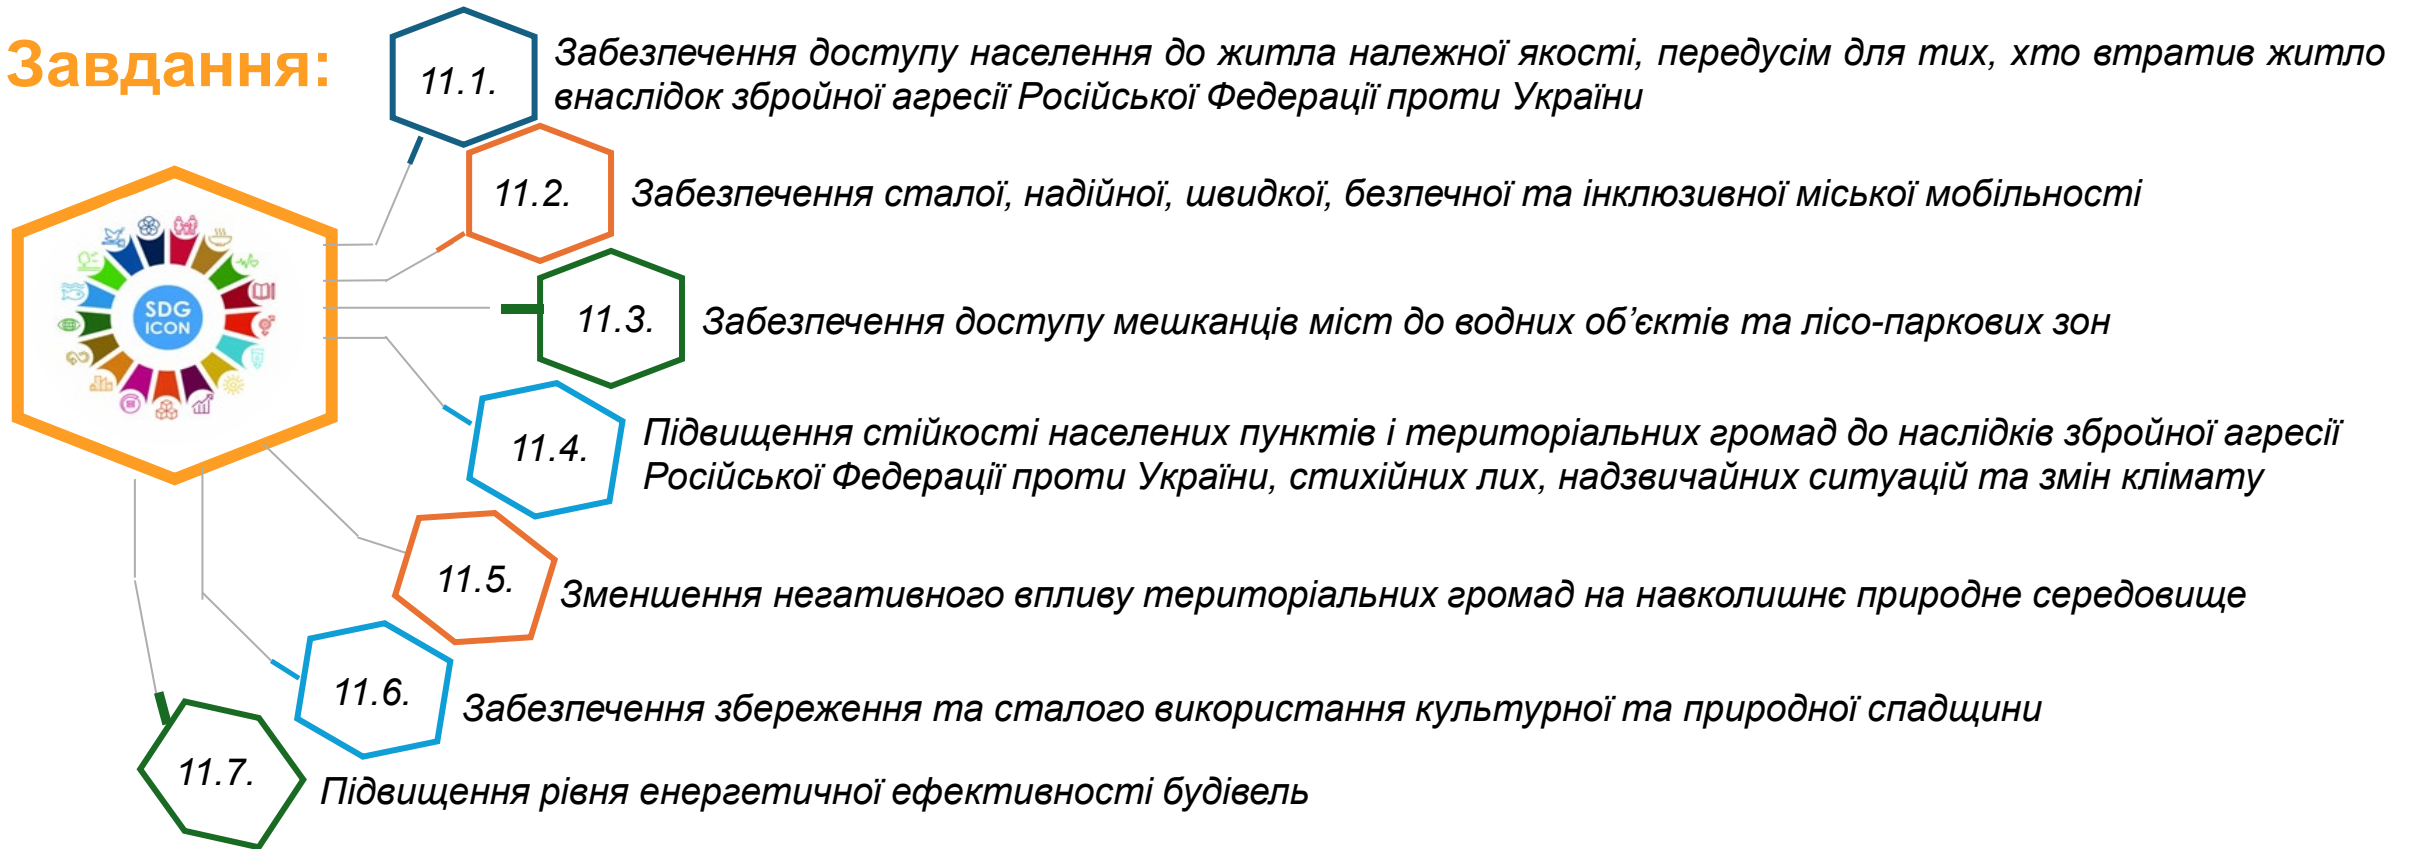 Завдання:
11.1.
Забезпечення доступу населення до житла належної якості, передусім для тих, хто втратив житло
внаслідок збройної агресії Російської Федерації проти України
11.2.
Забезпечення сталої, надійної, швидкої, безпечної та інклюзивної міської мобільності
SDG
ICON
11.3.
Забезпечення доступу мешканців міст до водних об’єктів та лісо-паркових зон
11.4.
Підвищення стійкості населених пунктів і територіальних громад до наслідків збройної агресії
Російської Федерації проти України, стихійних лих, надзвичайних ситуацій та змін клімату
11.5.
Зменшення негативного впливу територіальних громад на навколишнє природне середовище
11.6.
Забезпечення збереження та сталого використання культурної та природної спадщини
11.7.
Підвищення рівня енергетичної ефективності будівель